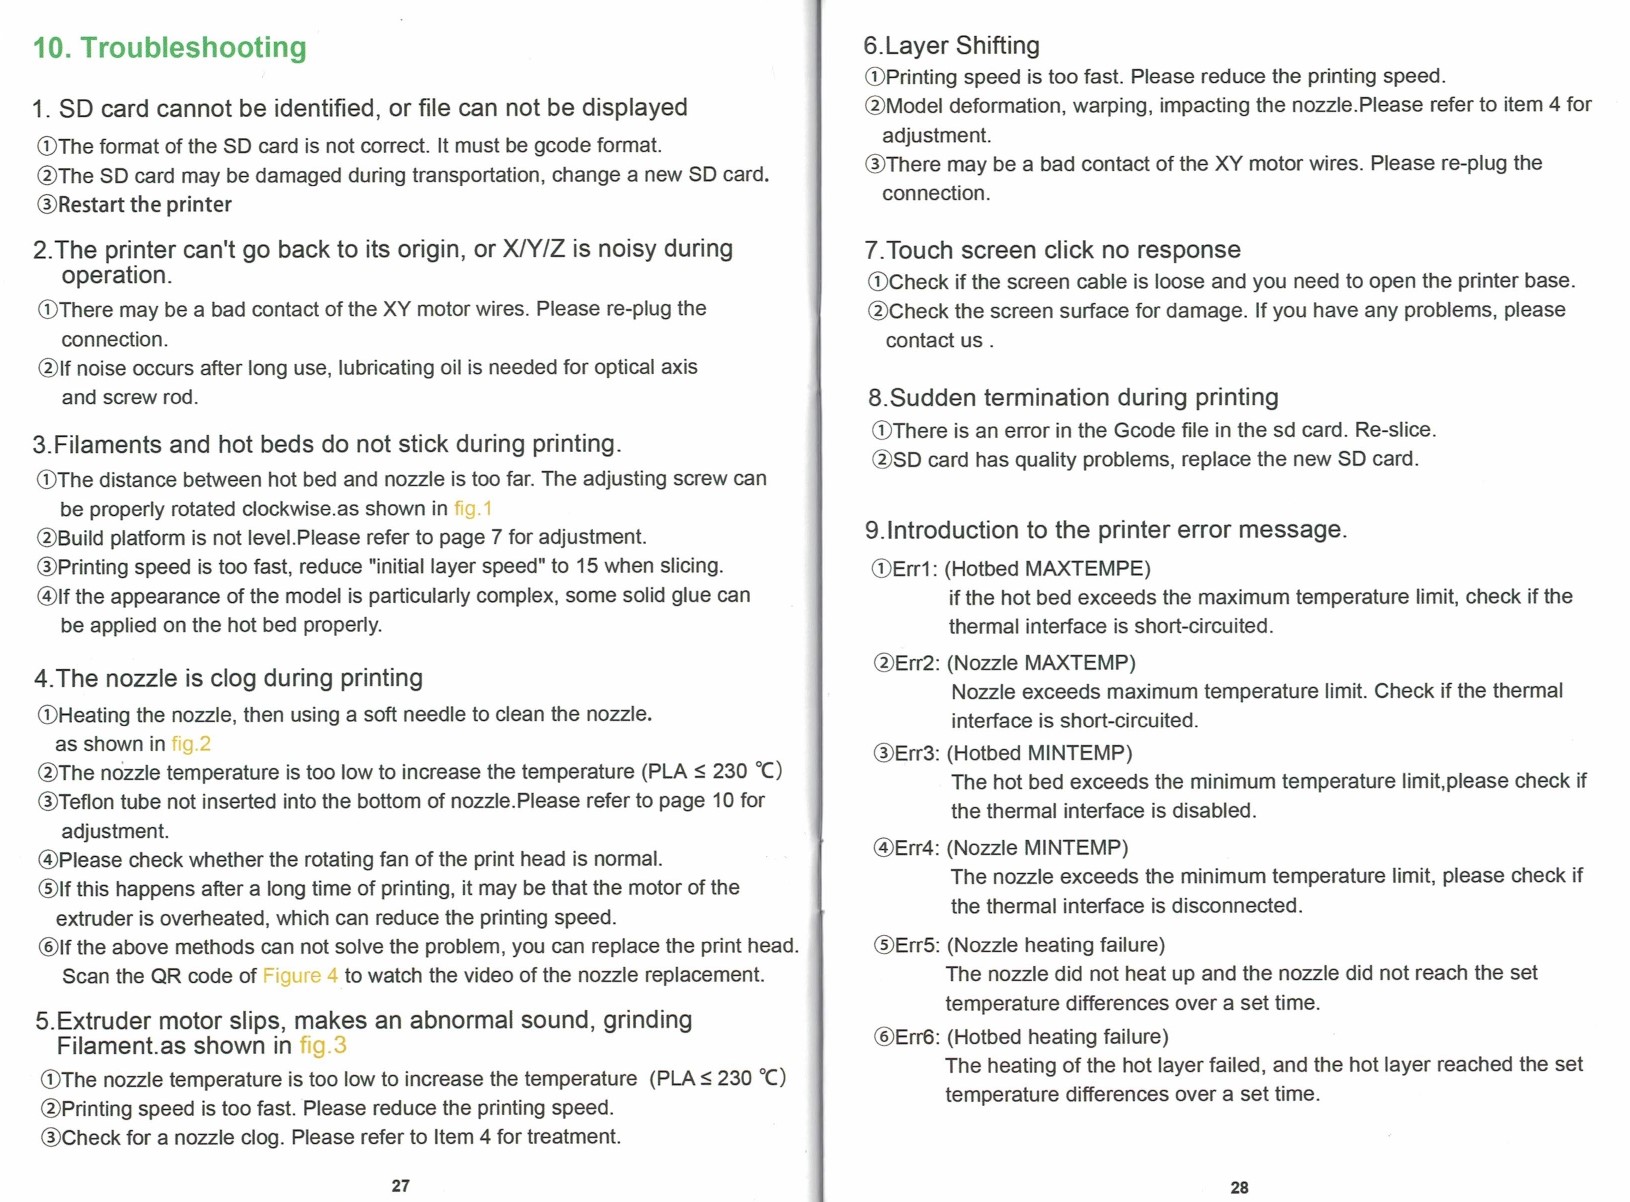 10. Troubleshooting
1. SD card cannot be identified, or file can not be displayed
①The format of the SD card is not correct. It must be gcode format.
②The SD card may be damaged during transportation, change a new SD card.
③Restart the printer
2.The printer can't go back to its origin, or X/Y/Z is noisy during
operation.
①There may be a bad contact of the XY motor wires. Please re-plug the
connection.
②If noise occurs after long use, lubricating oil is needed for optical axis
and screw rod.
3.Filaments and hot beds do not stick during printing.
①The distance between hot bed and nozzle is too far. The adjusting screw can
be properly rotated clockwise.as shown in fig.1
②Build platform is not level.Please refer to page 7 for adjustment.
③Printing speed is too fast, reduce "initial layer speed" to 15 when slicing.
④If the appearance of the model is particularly complex, some solid glue can
be applied on the hot bed properly.
4.The nozzle is clog during printing
①Heating the nozzle, then using a soft needle to clean the nozzle.
as shown in fig.2
②The nozzle temperature is too low to increase the temperature (PLA ≤ 230 ℃)
③Teflon tube not inserted into the bottom of nozzle.Please refer to page 10 for
adjustment.
④Please check whether the rotating fan of the print head is normal.
⑤If this happens after a long time of printing, it may be that the motor of the
extruder is overheated, which can reduce the printing speed.
⑥If the above methods can not solve the problem, you can replace the print head.
Scan the QR code of Figure 4 to watch the video of the nozzle replacement.
5.Extruder motor slips, makes an abnormal sound, grinding
Filament.as shown in fig.3
①The nozzle temperature is too low to increase the temperature (PLA ≤ 230 ℃)
②Printing speed is too fast. Please reduce the printing speed.
③Check for a nozzle clog. Please refer to Item 4 for treatment.
27
6.Layer Shifting
①Printing speed is too fast. Please reduce the printing speed.
②Model deformation, warping, impacting the nozzle.Please refer to item 4 for
adjustment.
③There may be a bad contact of the XY motor wires. Please re-plug the
connection.
7.Touch screen click no response
①Check if the screen cable is loose and you need to open the printer base.
②Check the screen surface for damage. If you have any problems, please
contact us .
8.Sudden termination during printing
①There is an error in the Gcode file in the sd card. Re-slice.
②SD card has quality problems, replace the new SD card.
9.Introduction to the printer error message.
①Err1: (Hotbed MAXTEMPE)
if the hot bed exceeds the maximum temperature limit, check if the
thermal interface is short-circuited.
②Err2: (Nozzle MAXTEMP)
Nozzle exceeds maximum temperature limit. Check if the thermal
interface is short-circuited.
③Err3: (Hotbed MINTEMP)
The hot bed exceeds the minimum temperature limit,please check if
the thermal interface is disabled.
④Err4: (Nozzle MINTEMP)
The nozzle exceeds the minimum temperature limit, please check if
the thermal interface is disconnected.
⑤Err5: (Nozzle heating failure)
The nozzle did not heat up and the nozzle did not reach the set
temperature differences over a set time.
⑥Err6: (Hotbed heating failure)
The heating of the hot layer failed, and the hot layer reached the set
temperature differences over a set time.
28